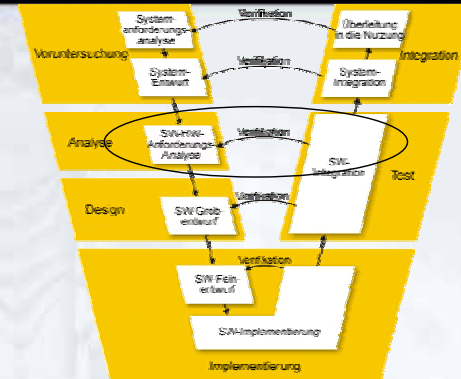 System-
anforderungs-
analyse
Verifikation
Überleitung
in die Nutzung
Voruntersuchung
Integration
System-
Entwurf
Verifikation
System-
Integration
Analyse
SW-HW-
Anforderungs-
Analyse
Verifikation
SW-
Integration
Test
Design
SW-Grob-
entwurf
Verifikation
Verifikation
SW-Fein-
entwurf
SW-Implementierung
Implementierung